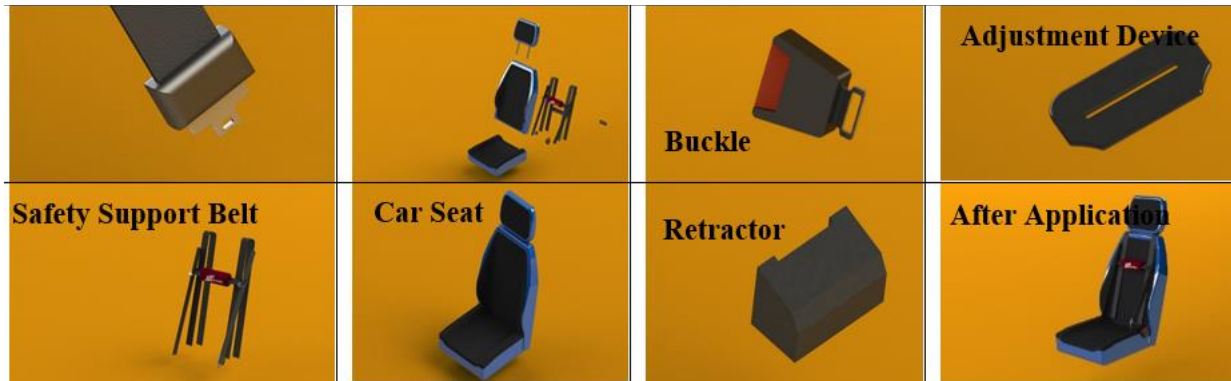 Buckle
Adjustment Device
Safety Support Belt
Car Seat
Retractor
After Application